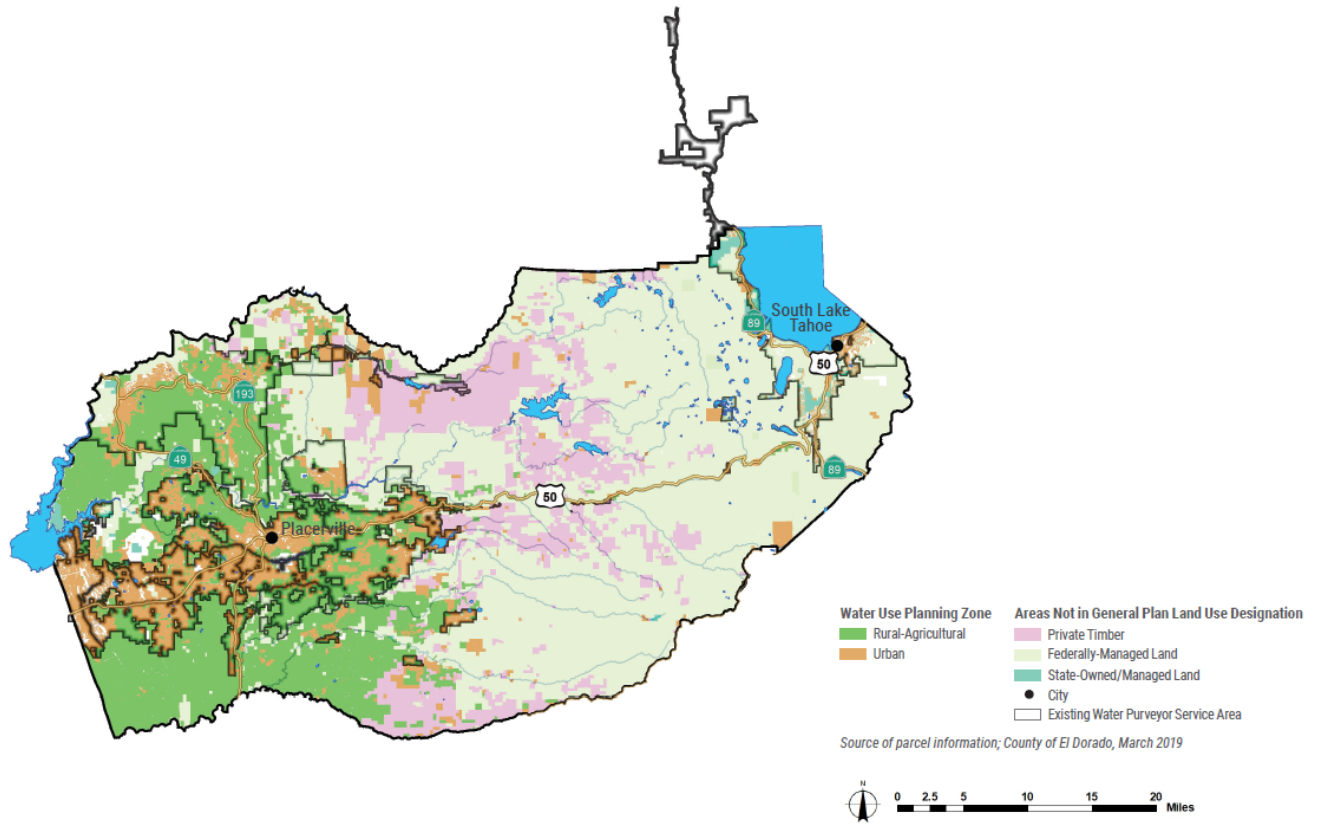 South Lake
Tahoe
89
50
193
49
89
50
Placerville
Water Use Planning Zone
Rural-Agricultural
Urban
Areas Not in General Plan Land Use Designation
Private Timber
Federally-Managed Land
State-Owned/Managed Land
City
Existing Water Purveyor Service Area
Source of parcel information; County of El Dorado, March 2019
N
0 2.5 5 10 15 20
Miles